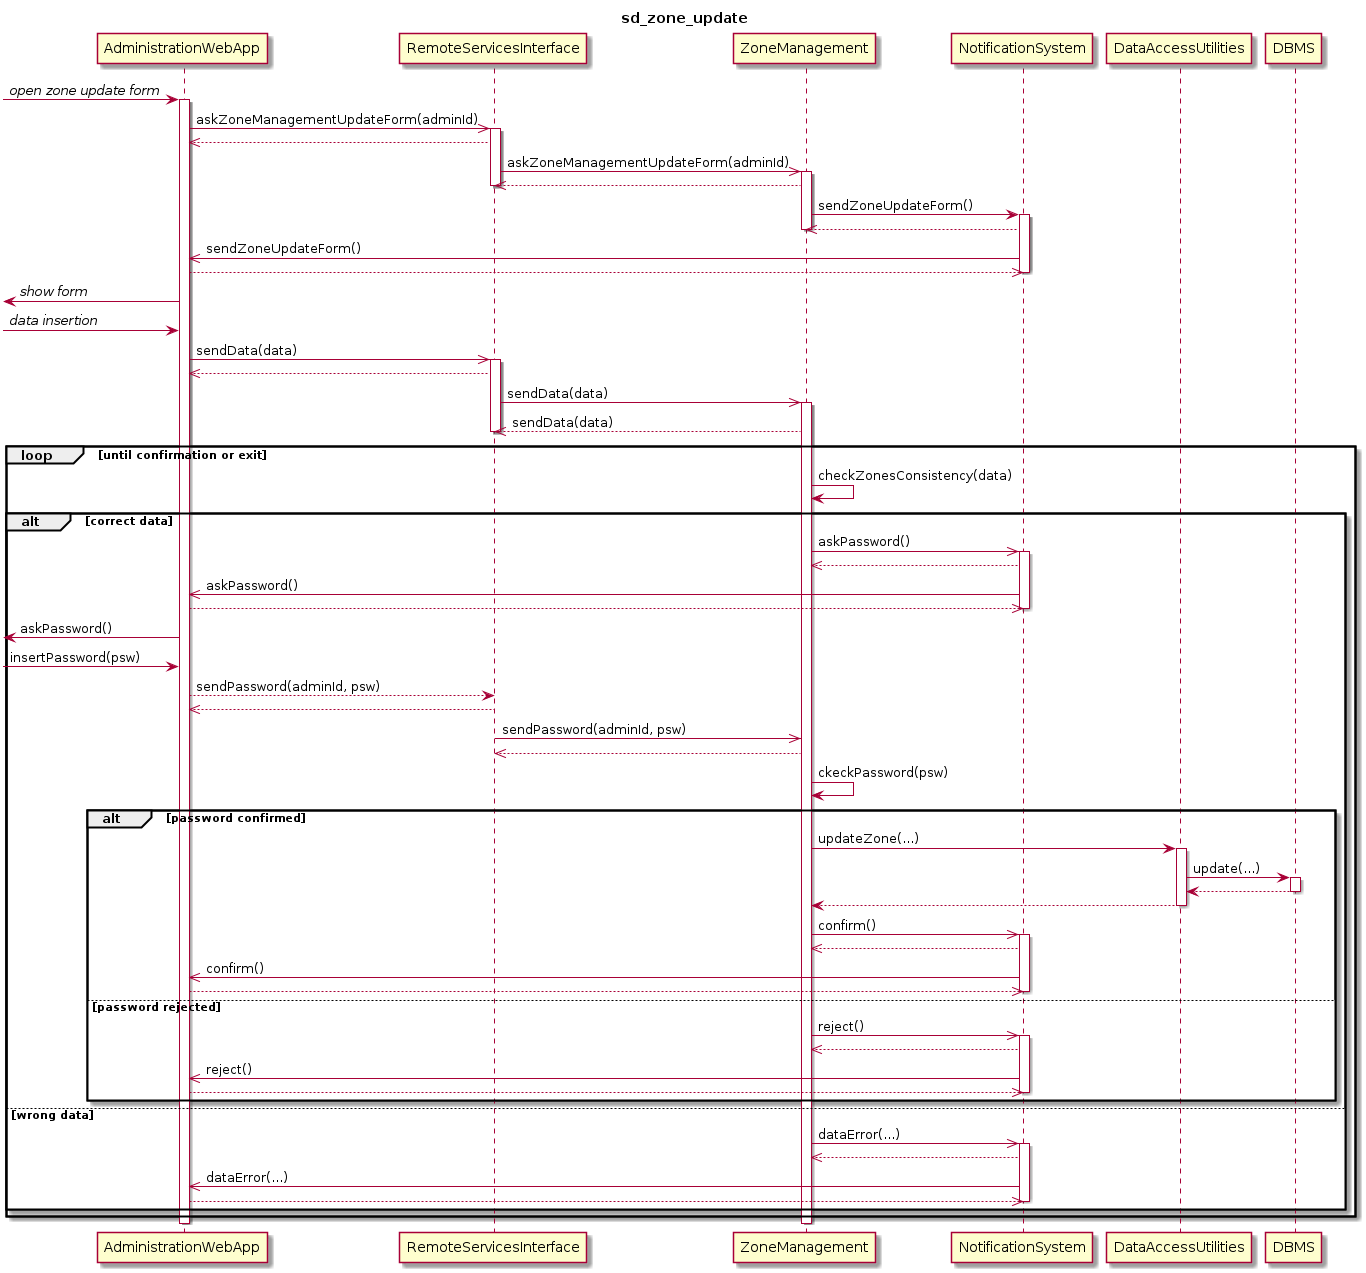 sd_zone_update
AdministrationWebApp RemoteServicesInterface ZoneManagement NotificationSystem DataAccessUtilities DBMS
open zone update form
askZoneManagementUpdateForm(adminId)
askZoneManagementUpdateForm(adminId)
sendZoneUpdateForm()
sendZoneUpdateForm()
show form
data insertion
sendData(data)
sendData(data)
sendData(data)
loop [until confirmation or exit]
checkZonesConsistency(data)
alt [correct data]
askPassword()
askPassword()
askPassword()
insertPassword(psw)
sendPassword(adminId, psw)
sendPassword(adminId, psw)
ckeckPassword(psw)
alt [password confirmed]
updateZone(...)
update(...)
confirm()
confirm()
[password rejected]
reject()
reject()
[wrong data]
dataError(...)
dataError(...)
AdministrationWebApp RemoteServicesInterface ZoneManagement NotificationSystem DataAccessUtilities DBMS